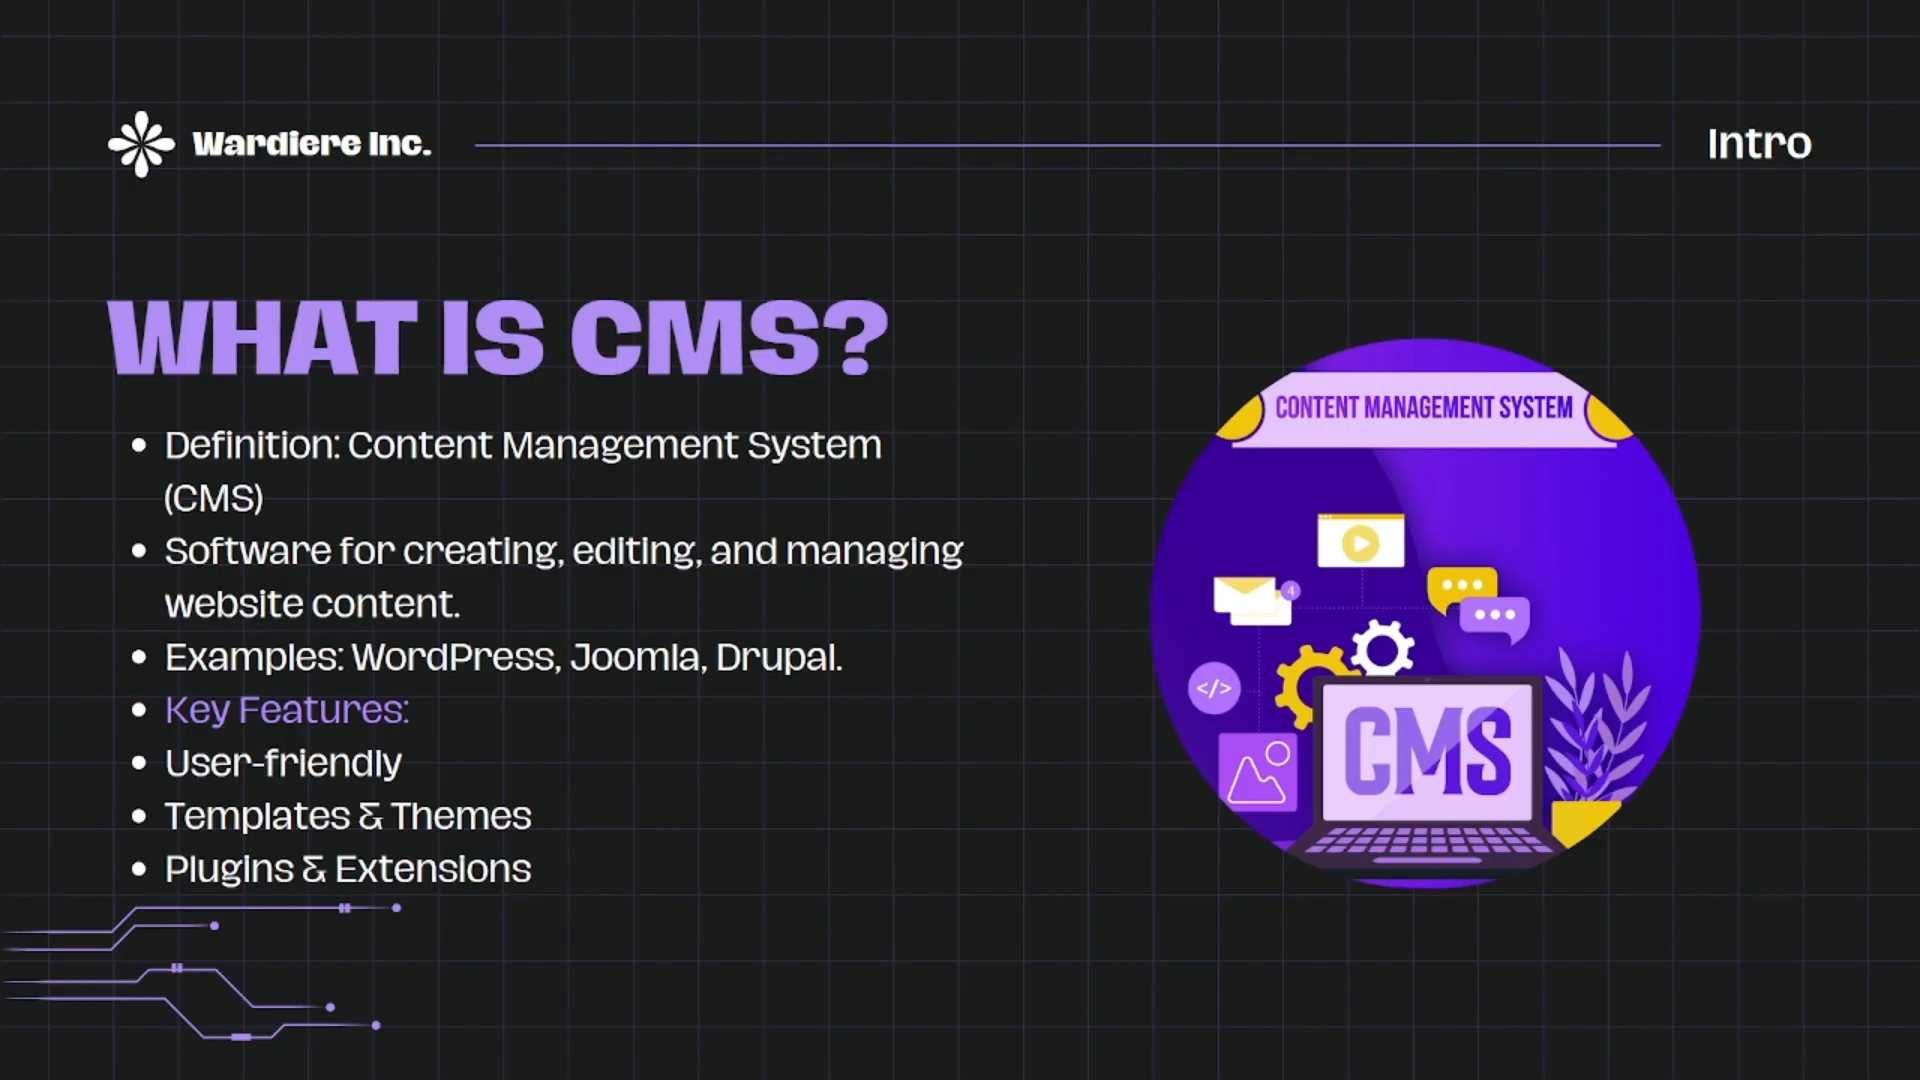 Wardiere Inc.
Intro
WHAT IS CMS?
• Definition: Content Management System
(CMS)
• Software for creating, editing, and managing
website content.
• Examples: WordPress, Joomla, Drupal.
• Key Features:
• User-friendly
• Templates & Themes
• Plugins & Extensions
CONTENT MANAGEMENT SYSTEM
4
</>
CMS